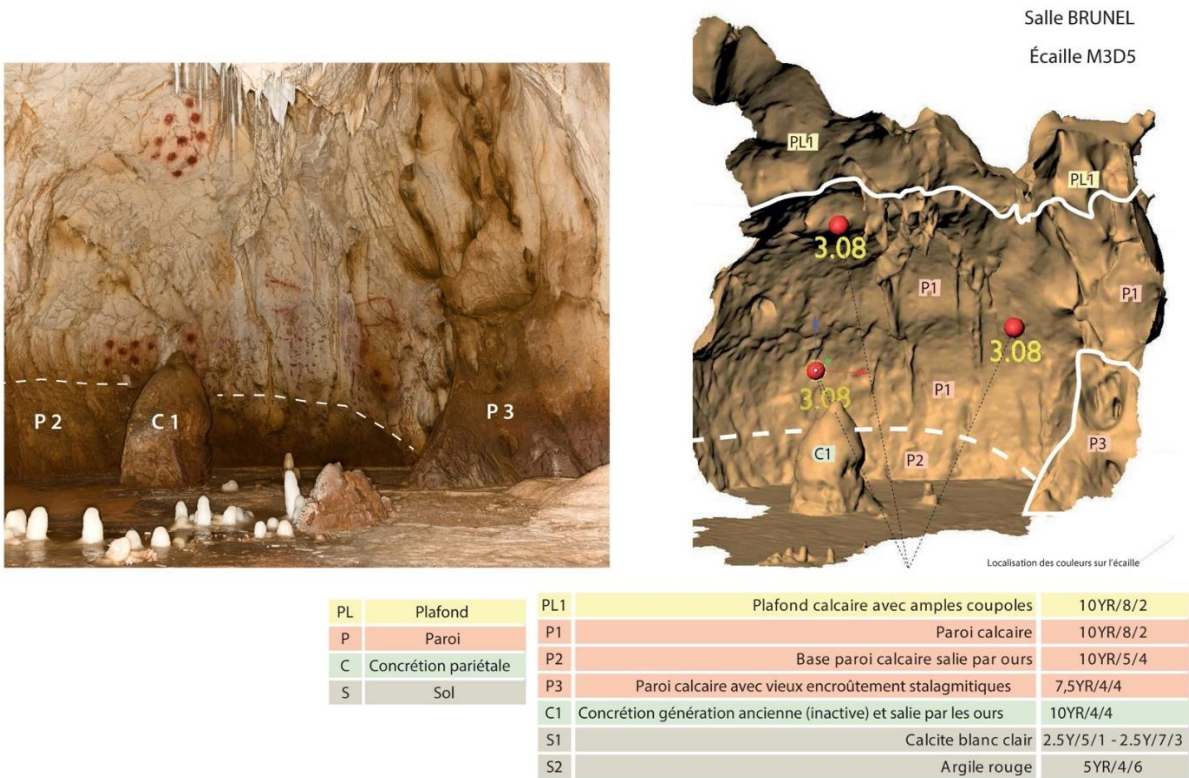 Salle BRUNEL
Écaille M3D5
PL1
PL1
3.08
P1
P1
3.08
3.08
P1
P 2
C 1
P 3
C1
P2
P3
Localisation des couleurs sur l'écaille
PL Plafond
P Paroi
C Concrétion pariétale
S Sol
PL1 Plafond calcaire avec amples coupoles 10YR/8/2
P1 Paroi calcaire 10YR/8/2
P2 Base paroi calcaire salie par ours 10YR/5/4
P3 Paroi calcaire avec vieux encroûtement stalagmitiques 7,5YR/4/4
C1 Concrétion génération ancienne (inactive) et salie par les ours 10YR/4/4
S1 Calcite blanc clair 2.5Y/5/1 - 2.5Y/7/3
S2 Argile rouge 5YR/4/6